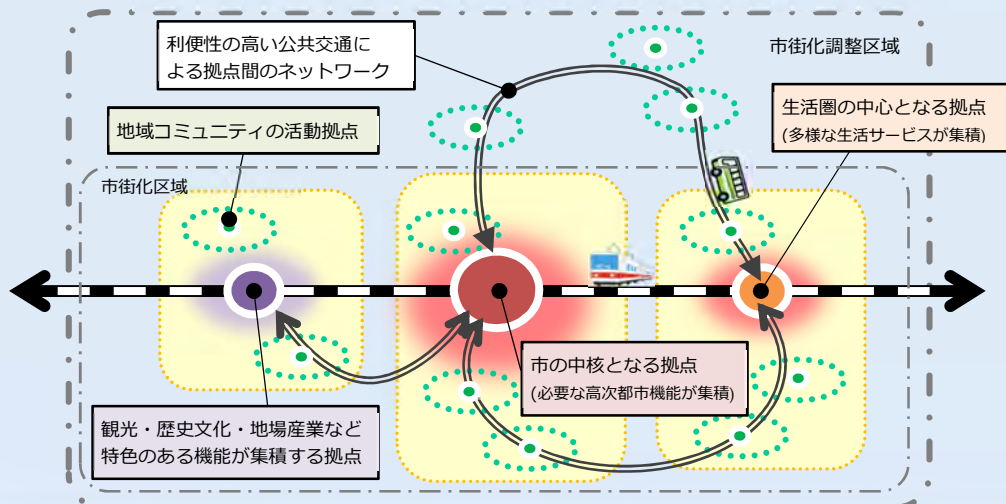 利便性の高い公共交通に
よる拠点間のネットワーク
市街化調整区域
生活圏の中心となる拠点
(多様な生活サービスが集積)
地域コミュニティの活動拠点
市街化区域
市の中核となる拠点
(必要な高次都市機能が集積)
観光・歴史文化・地場産業など
特色のある機能が集積する拠点